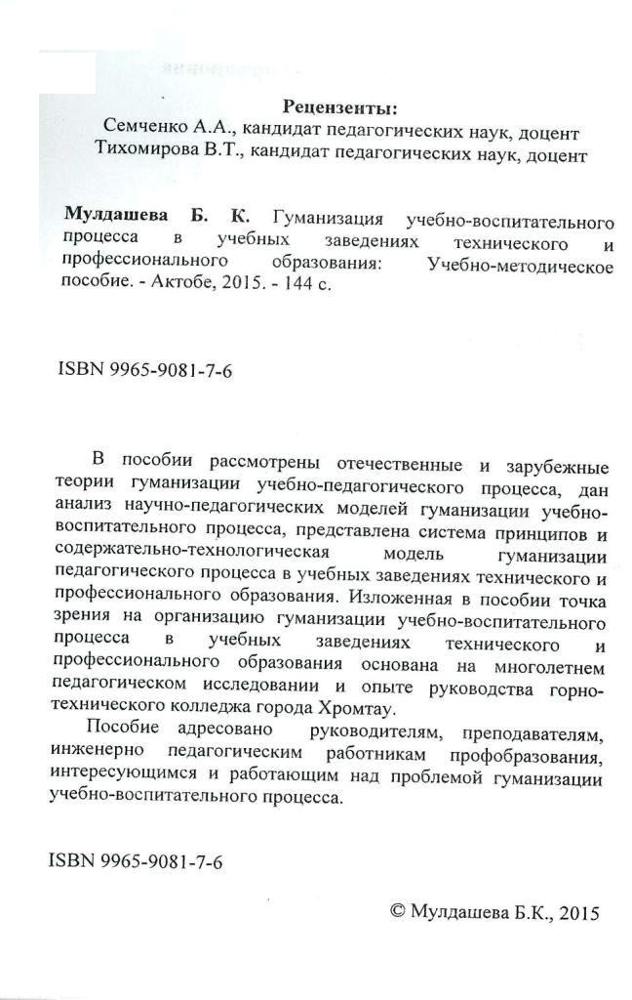 Рецензенты:
Семченко А.А., кандидат педагогических наук, доцент
Тихомирова В.Т., кандидат педагогических наук, доцент
Мулдашева Б. К. Гуманизация учебно-воспитательного
процесса в учебных заведениях технического и
профессионального образования: Учебно-методическое
пособие. - Актобе, 2015. - 144 с.
ISBN 9965-9081-7-6
В пособии рассмотрены отечественные и зарубежные
теории гуманизации учебно-педагогического процесса, дан
анализ научно-педагогических моделей гуманизации учебно-
воспитательного процесса, представлена система принципов и
содержательно-технологическая модель гуманизации
педагогического процесса в учебных заведениях технического и
профессионального образования. Изложенная в пособии точка
зрения на организацию гуманизации учебно-воспитательного
процесса в учебных заведениях технического и
профессионального образования основана на многолетнем
педагогическом исследовании и опыте руководства горно-
технического колледжа города Хромтау.
Пособие адресовано руководителям, преподавателям,
инженерно педагогическим работникам профобразования,
интересующимся и работающим над проблемой гуманизации
учебно-воспитательного процесса.
ISBN 9965-9081-7-6
© Мулдашева Б.К., 2015